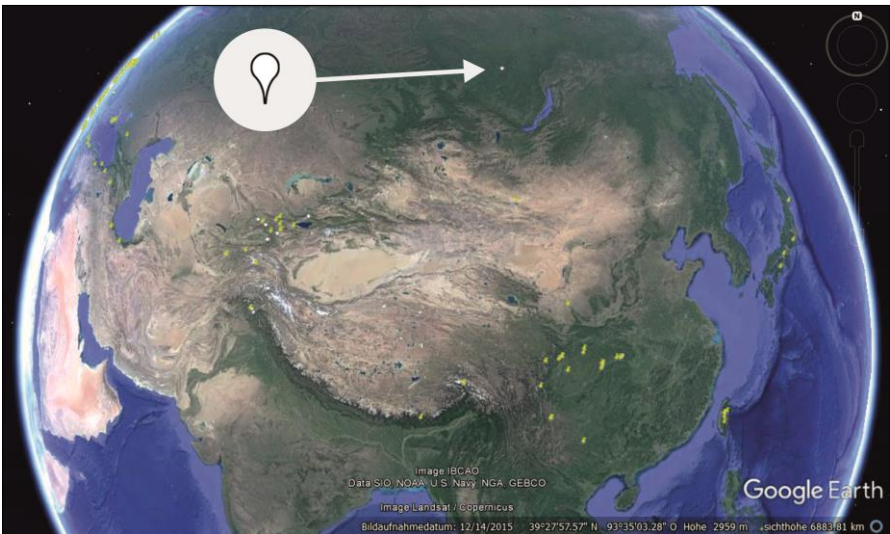 N
Image IBCAO
Data SIO, NOAA, U.S. Navy, NGA, GEBCO
Image Landsat / Copernicus
Google Earth
Bildaufnahmedatum: 12/14/2015 39°27'57.57" N 93°35'03.28" O Höhe 2959 m sichthöhe 6883.81 km